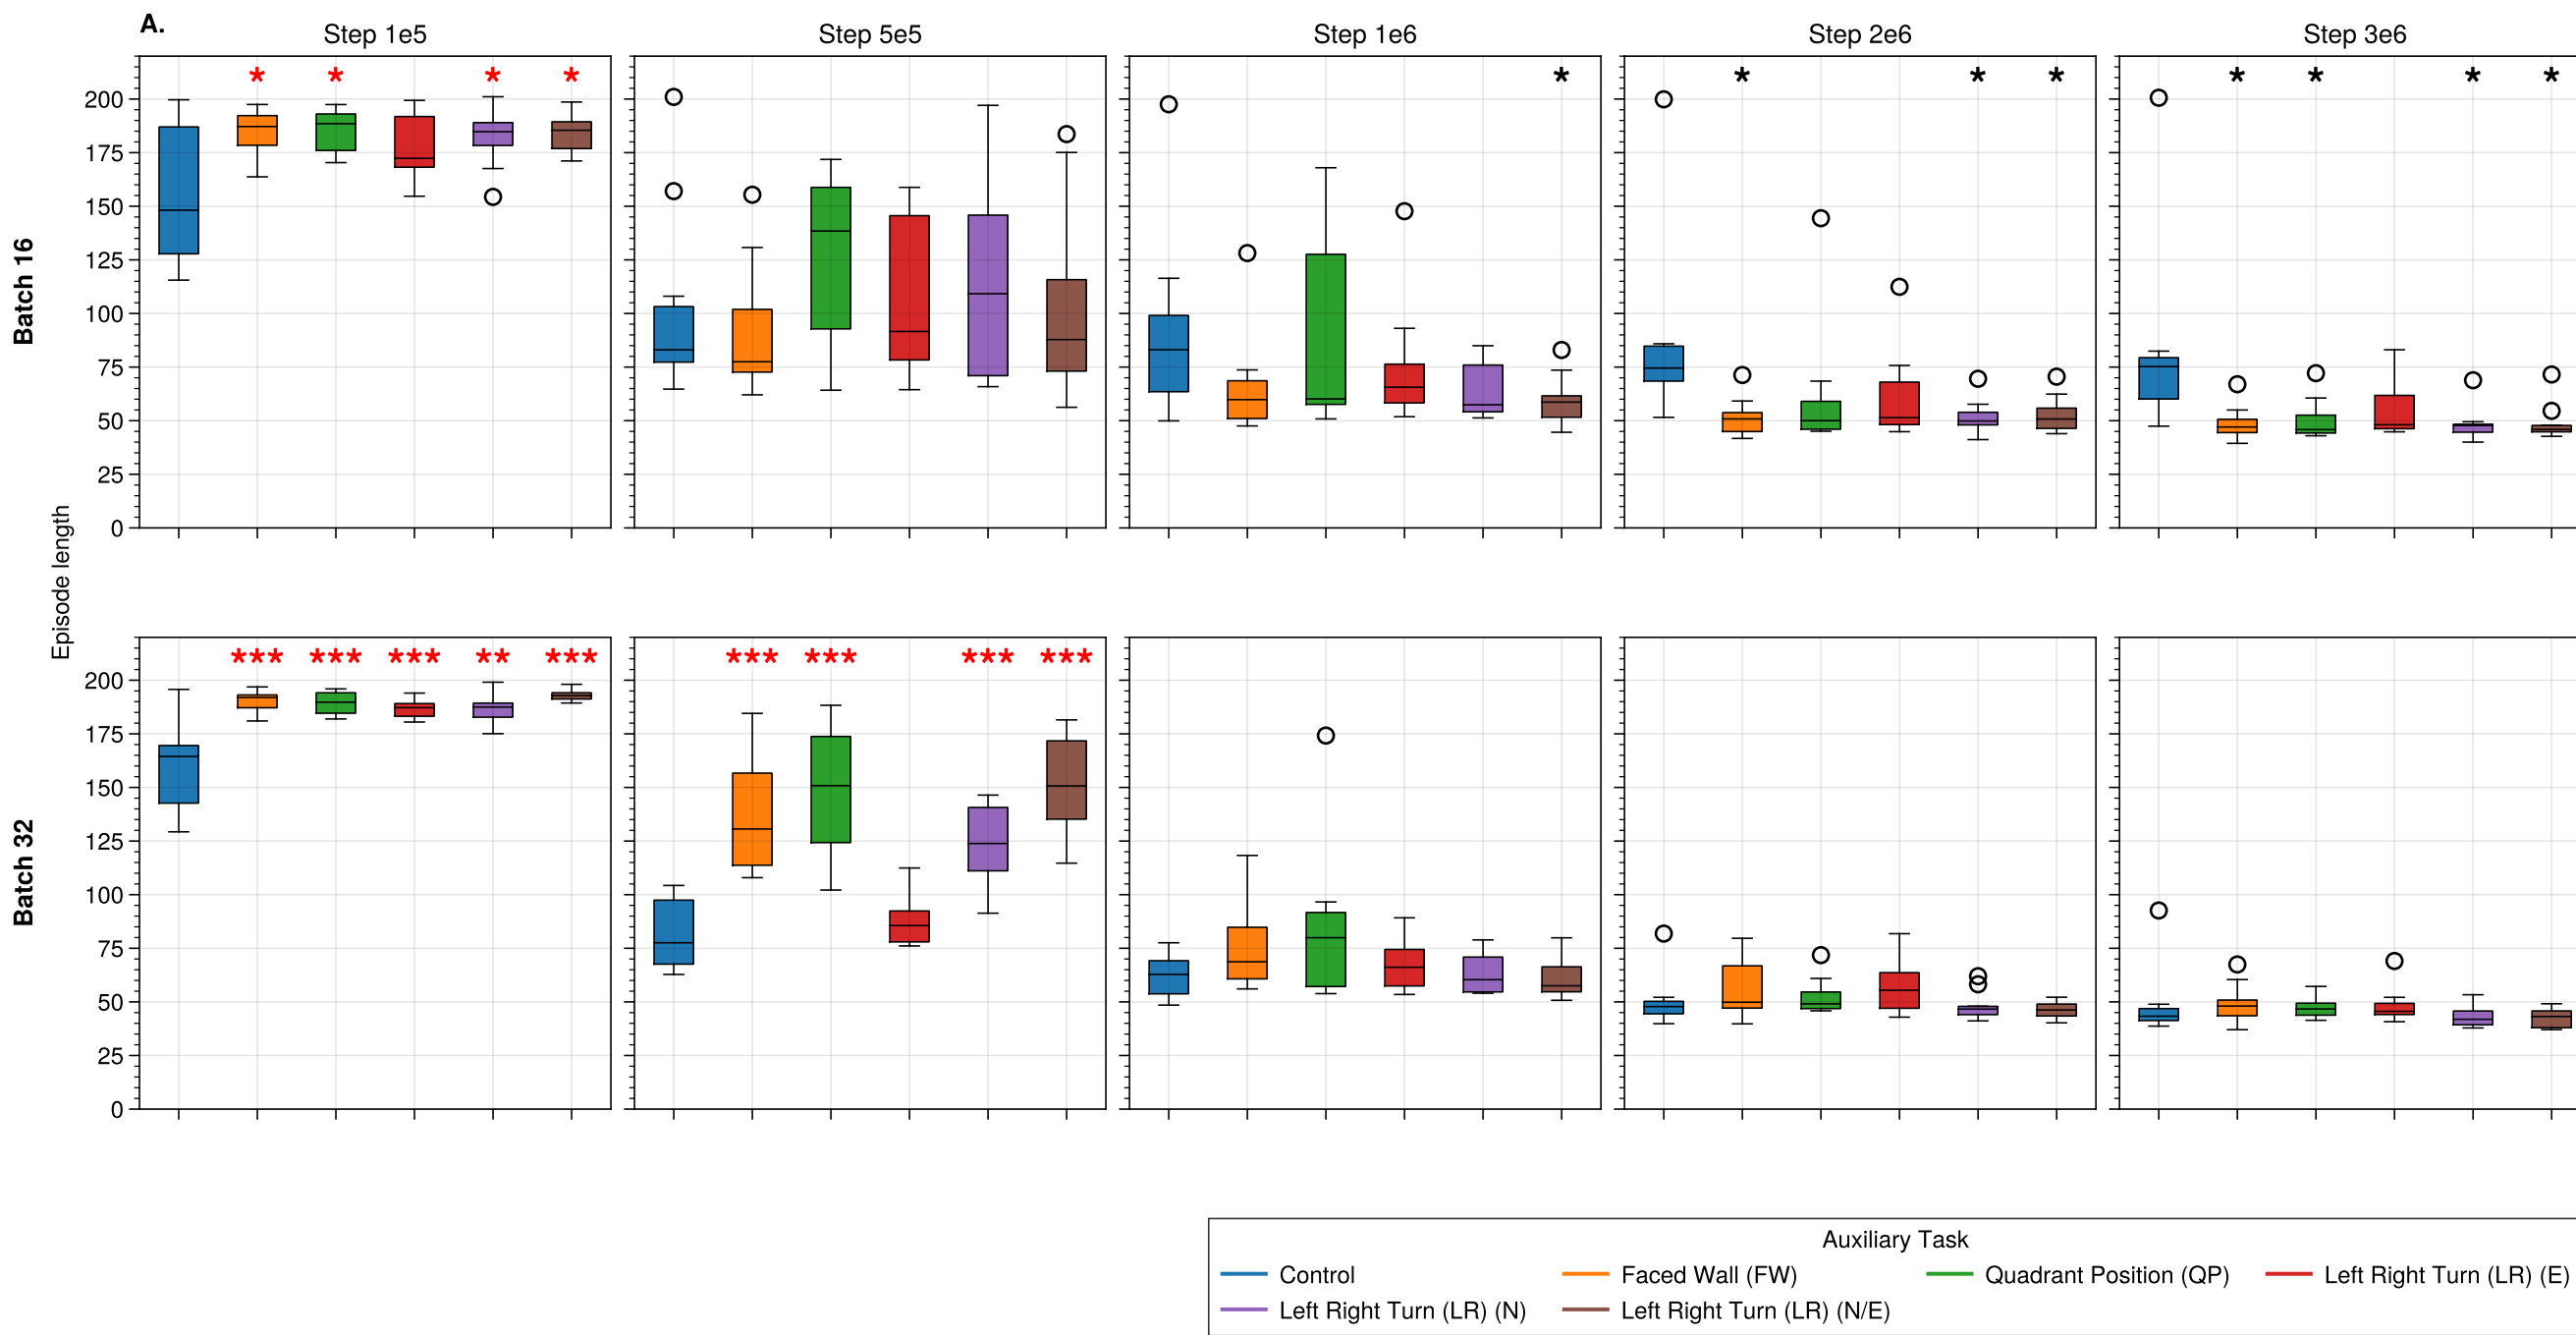 A.
Step 1e5 Step 5e5 Step 1e6 Step 2e6 Step 3e6
* * * * * * * * * * * *
200
175
150
125
100
75
50
25
0
Batch 16
Episode length
*** *** *** ** *** *** *** *** ***
200
175
150
125
100
75
50
25
0
Batch 32
Auxiliary Task
Control Faced Wall (FW) Quadrant Position (QP) Left Right Turn (LR) (E)
Left Right Turn (LR) (N) Left Right Turn (LR) (N/E)